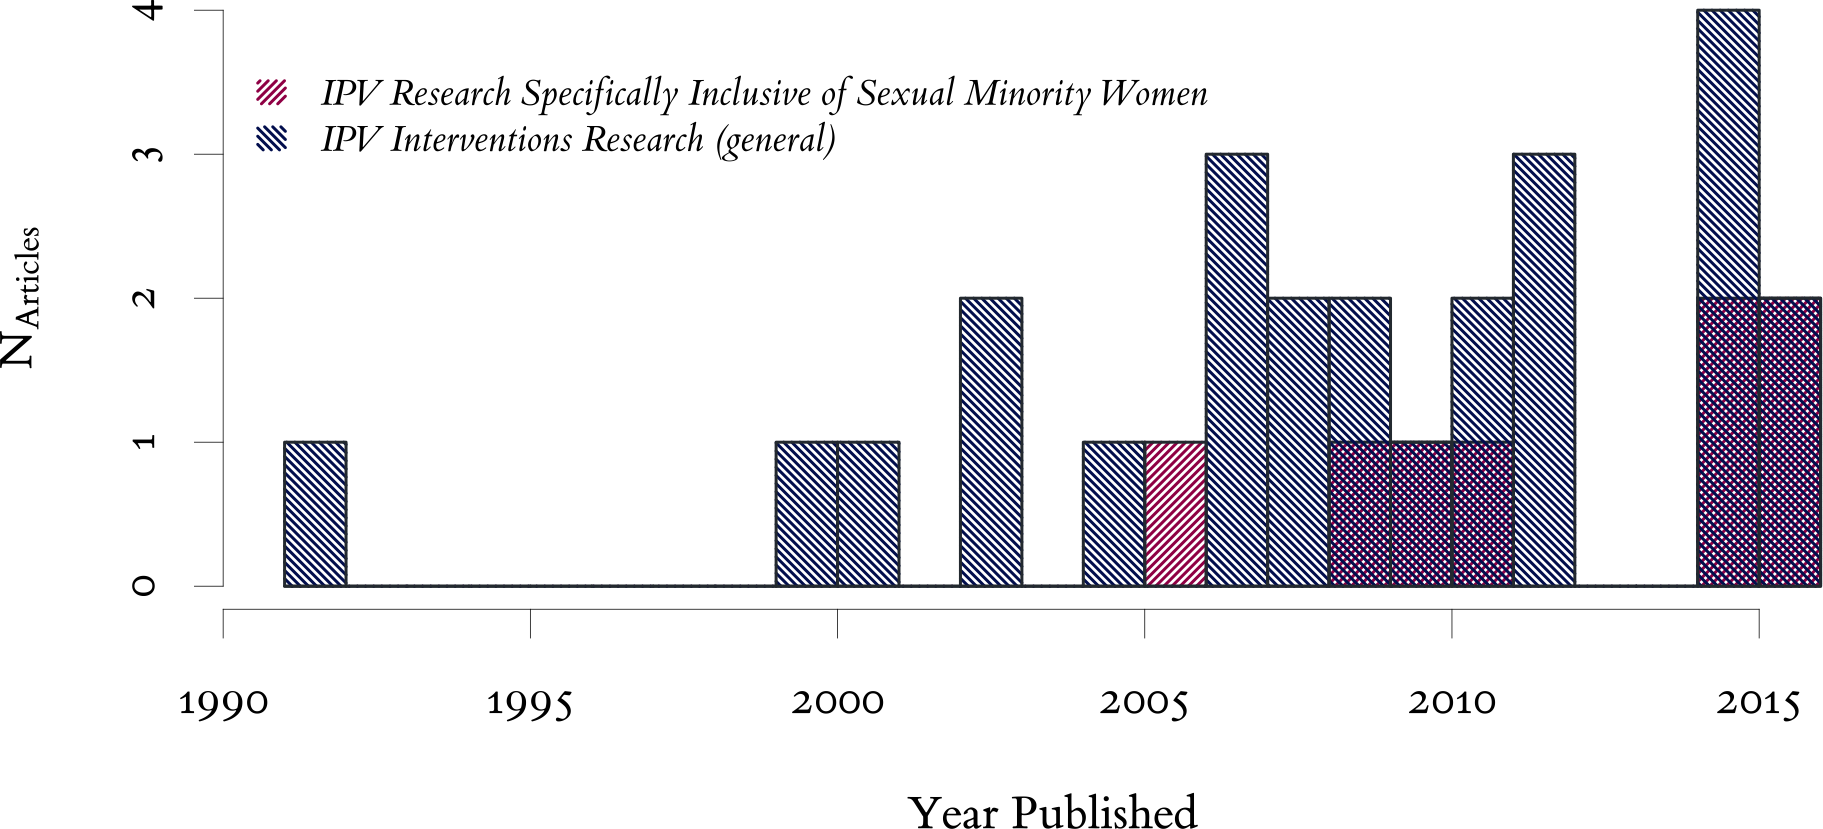 4
3
2
1
0
N Articles
IPV Research Specifically Inclusive of Sexual Minority Women
IPV Interventions Research (general)
1990 1995 2000 2005 2010 2015
Year Published